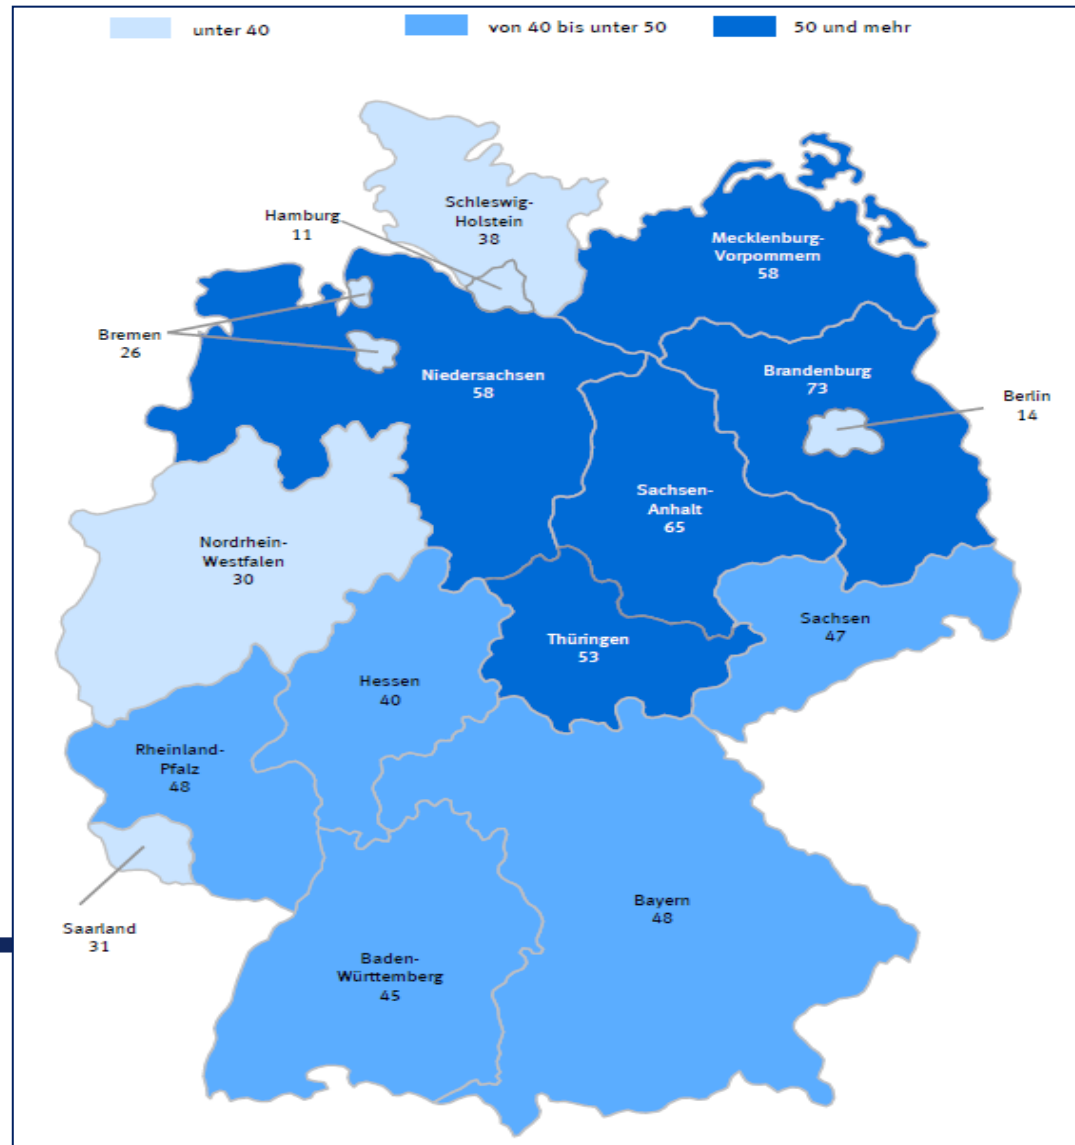 unter 40
von 40 bis unter 50
50 und mehr
Schleswig-
Holstein
38
Hamburg
11
Mecklenburg-
Vorpommern
58
Bremen
26
Niedersachsen
58
Brandenburg
73
Berlin
14
Sachsen-
Anhalt
65
Nordrhein-
Westfalen
30
Sachsen
47
Thüringen
53
Hessen
40
Rheinland-
Pfalz
48
Saarland
31
Bayern
48
Baden-
Württemberg
45